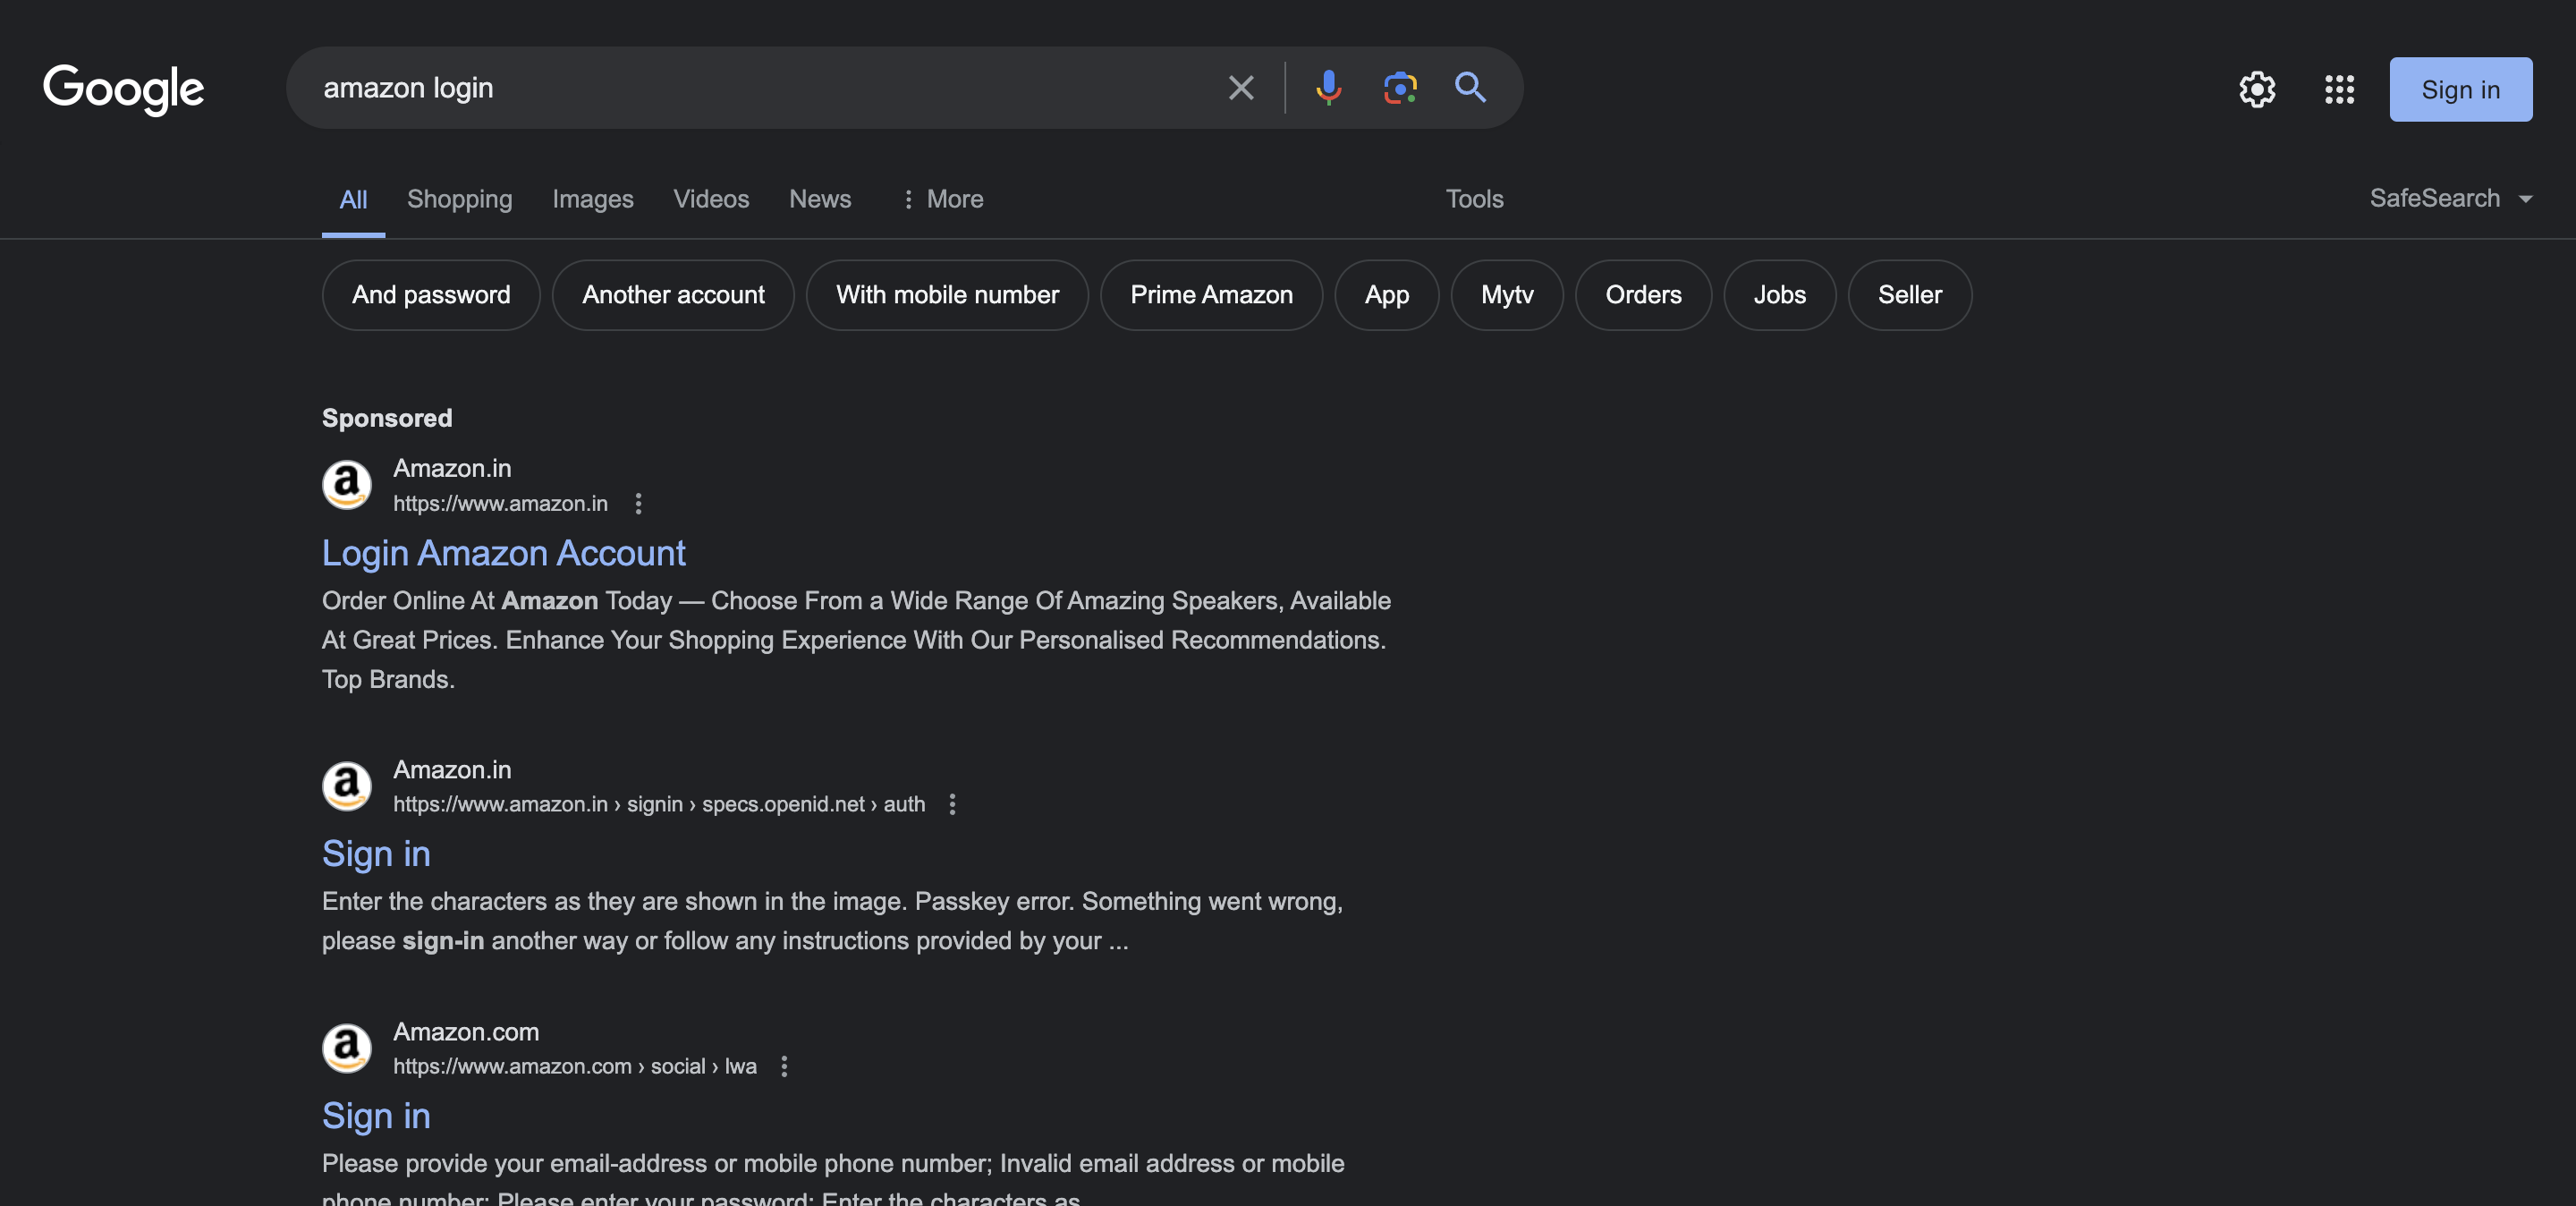 Google
amazon login
Sign in
All Shopping Images Videos News More Tools SafeSearch
And password Another account With mobile number Prime Amazon App Mytv Orders Jobs Seller
Sponsored
Amazon.in
https://www.amazon.in
Login Amazon Account
Order Online At Amazon Today — Choose From a Wide Range Of Amazing Speakers, Available
At Great Prices. Enhance Your Shopping Experience With Our Personalised Recommendations.
Top Brands.
Amazon.in
https://www.amazon.in › signin › specs.openid.net › auth
Sign in
Enter the characters as they are shown in the image. Passkey error. Something went wrong,
please sign-in another way or follow any instructions provided by your ...
Amazon.com
https://www.amazon.com › social › lwa
Sign in
Please provide your email-address or mobile phone number; Invalid email address or mobile
phone number; Please enter your password; Enter the characters as